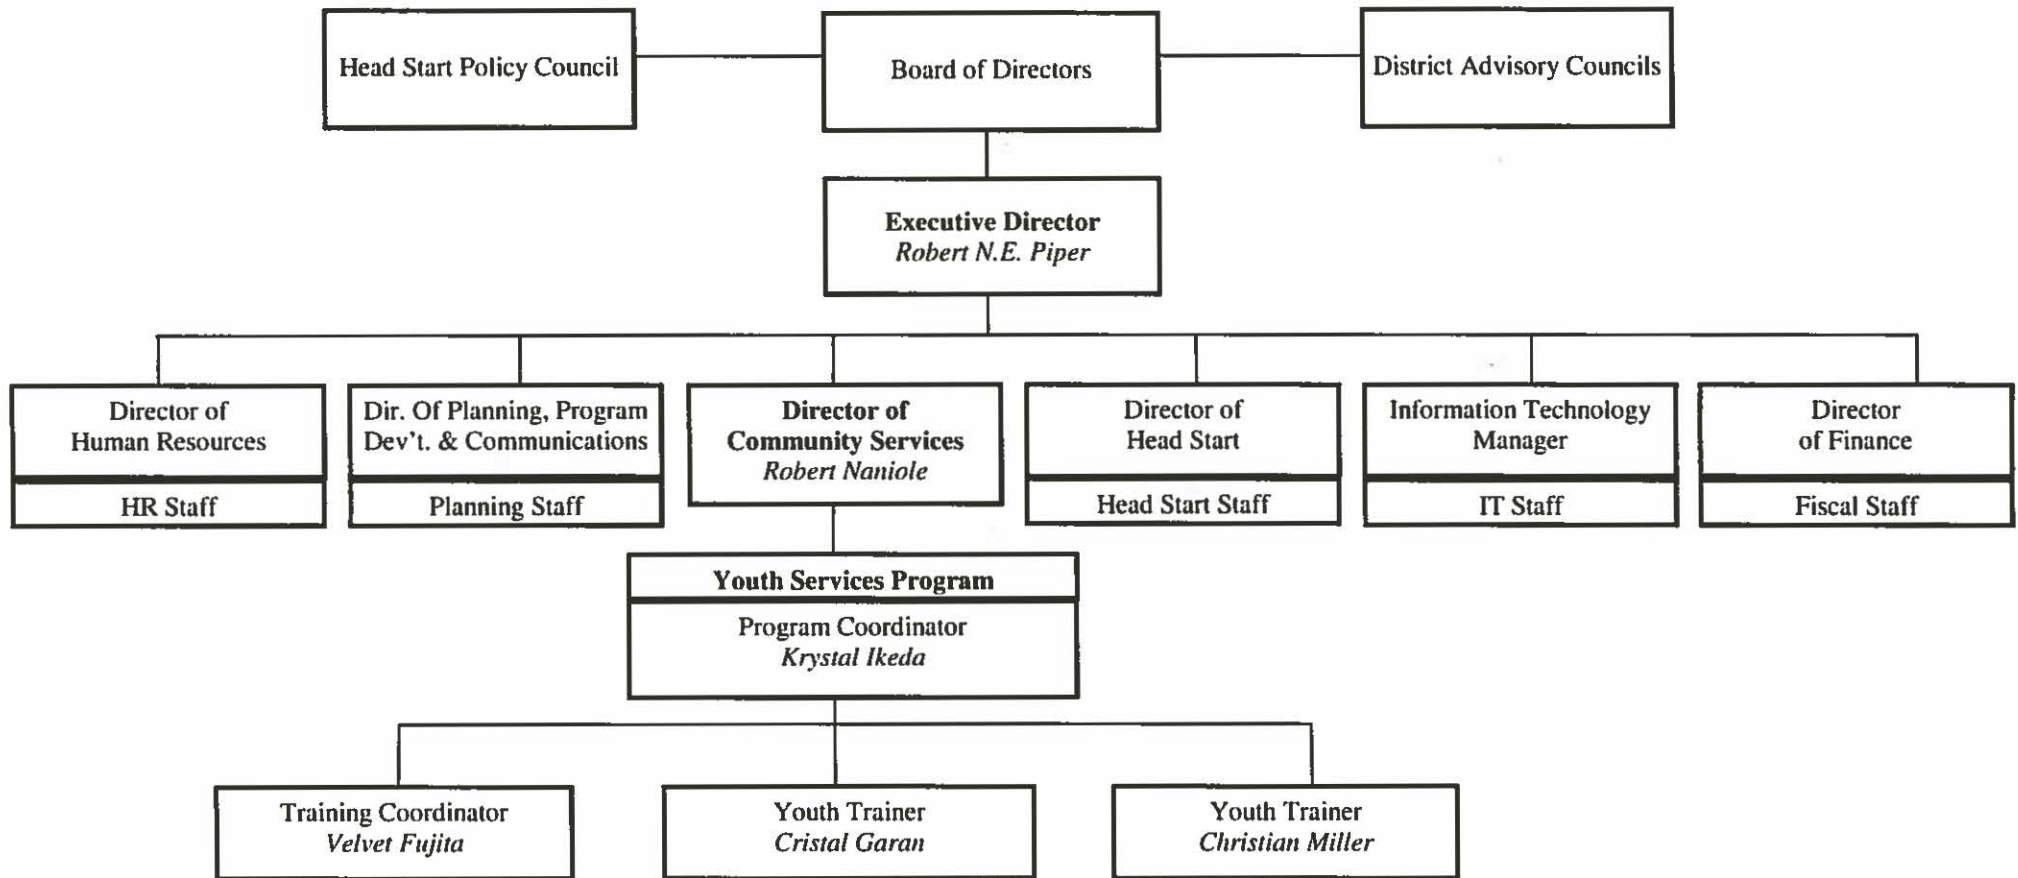 Head Start Policy Council
Board of Directors
District Advisory Councils
Executive Director
Robert N.E. Piper
Director of
Human Resources
HR Staff
Dir. Of Planning, Program
Dev't. & Communications
Planning Staff
Director of
Community Services
Robert Naniole
Director of
Head Start
Head Start Staff
Information Technology
Manager
IT Staff
Director
of Finance
Fiscal Staff
Youth Services Program
Program Coordinator
Krystal Ikeda
Training Coordinator
Velvet Fujita
Youth Trainer
Cristal Garan
Youth Trainer
Christian Miller